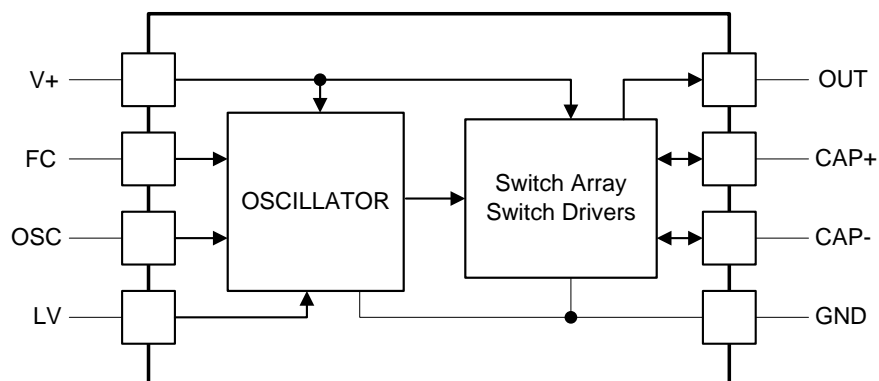 V+
OUT
FC
CAP+
OSCILLATOR
Switch Array
Switch Drivers
OSC
CAP-
LV
GND